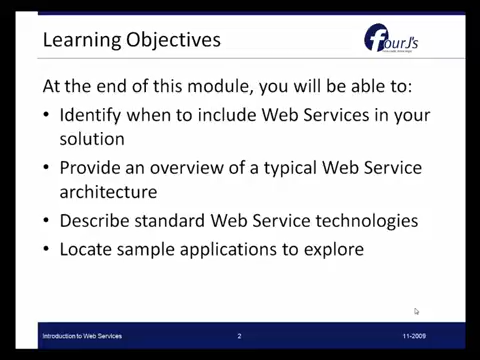 Learning Objectives
fourJ's
At the end of this module, you will be able to:
• Identify when to include Web Services in your
solution
• Provide an overview of a typical Web Service
architecture
• Describe standard Web Service technologies
• Locate sample applications to explore
Introduction to Web Services
2
11-2009